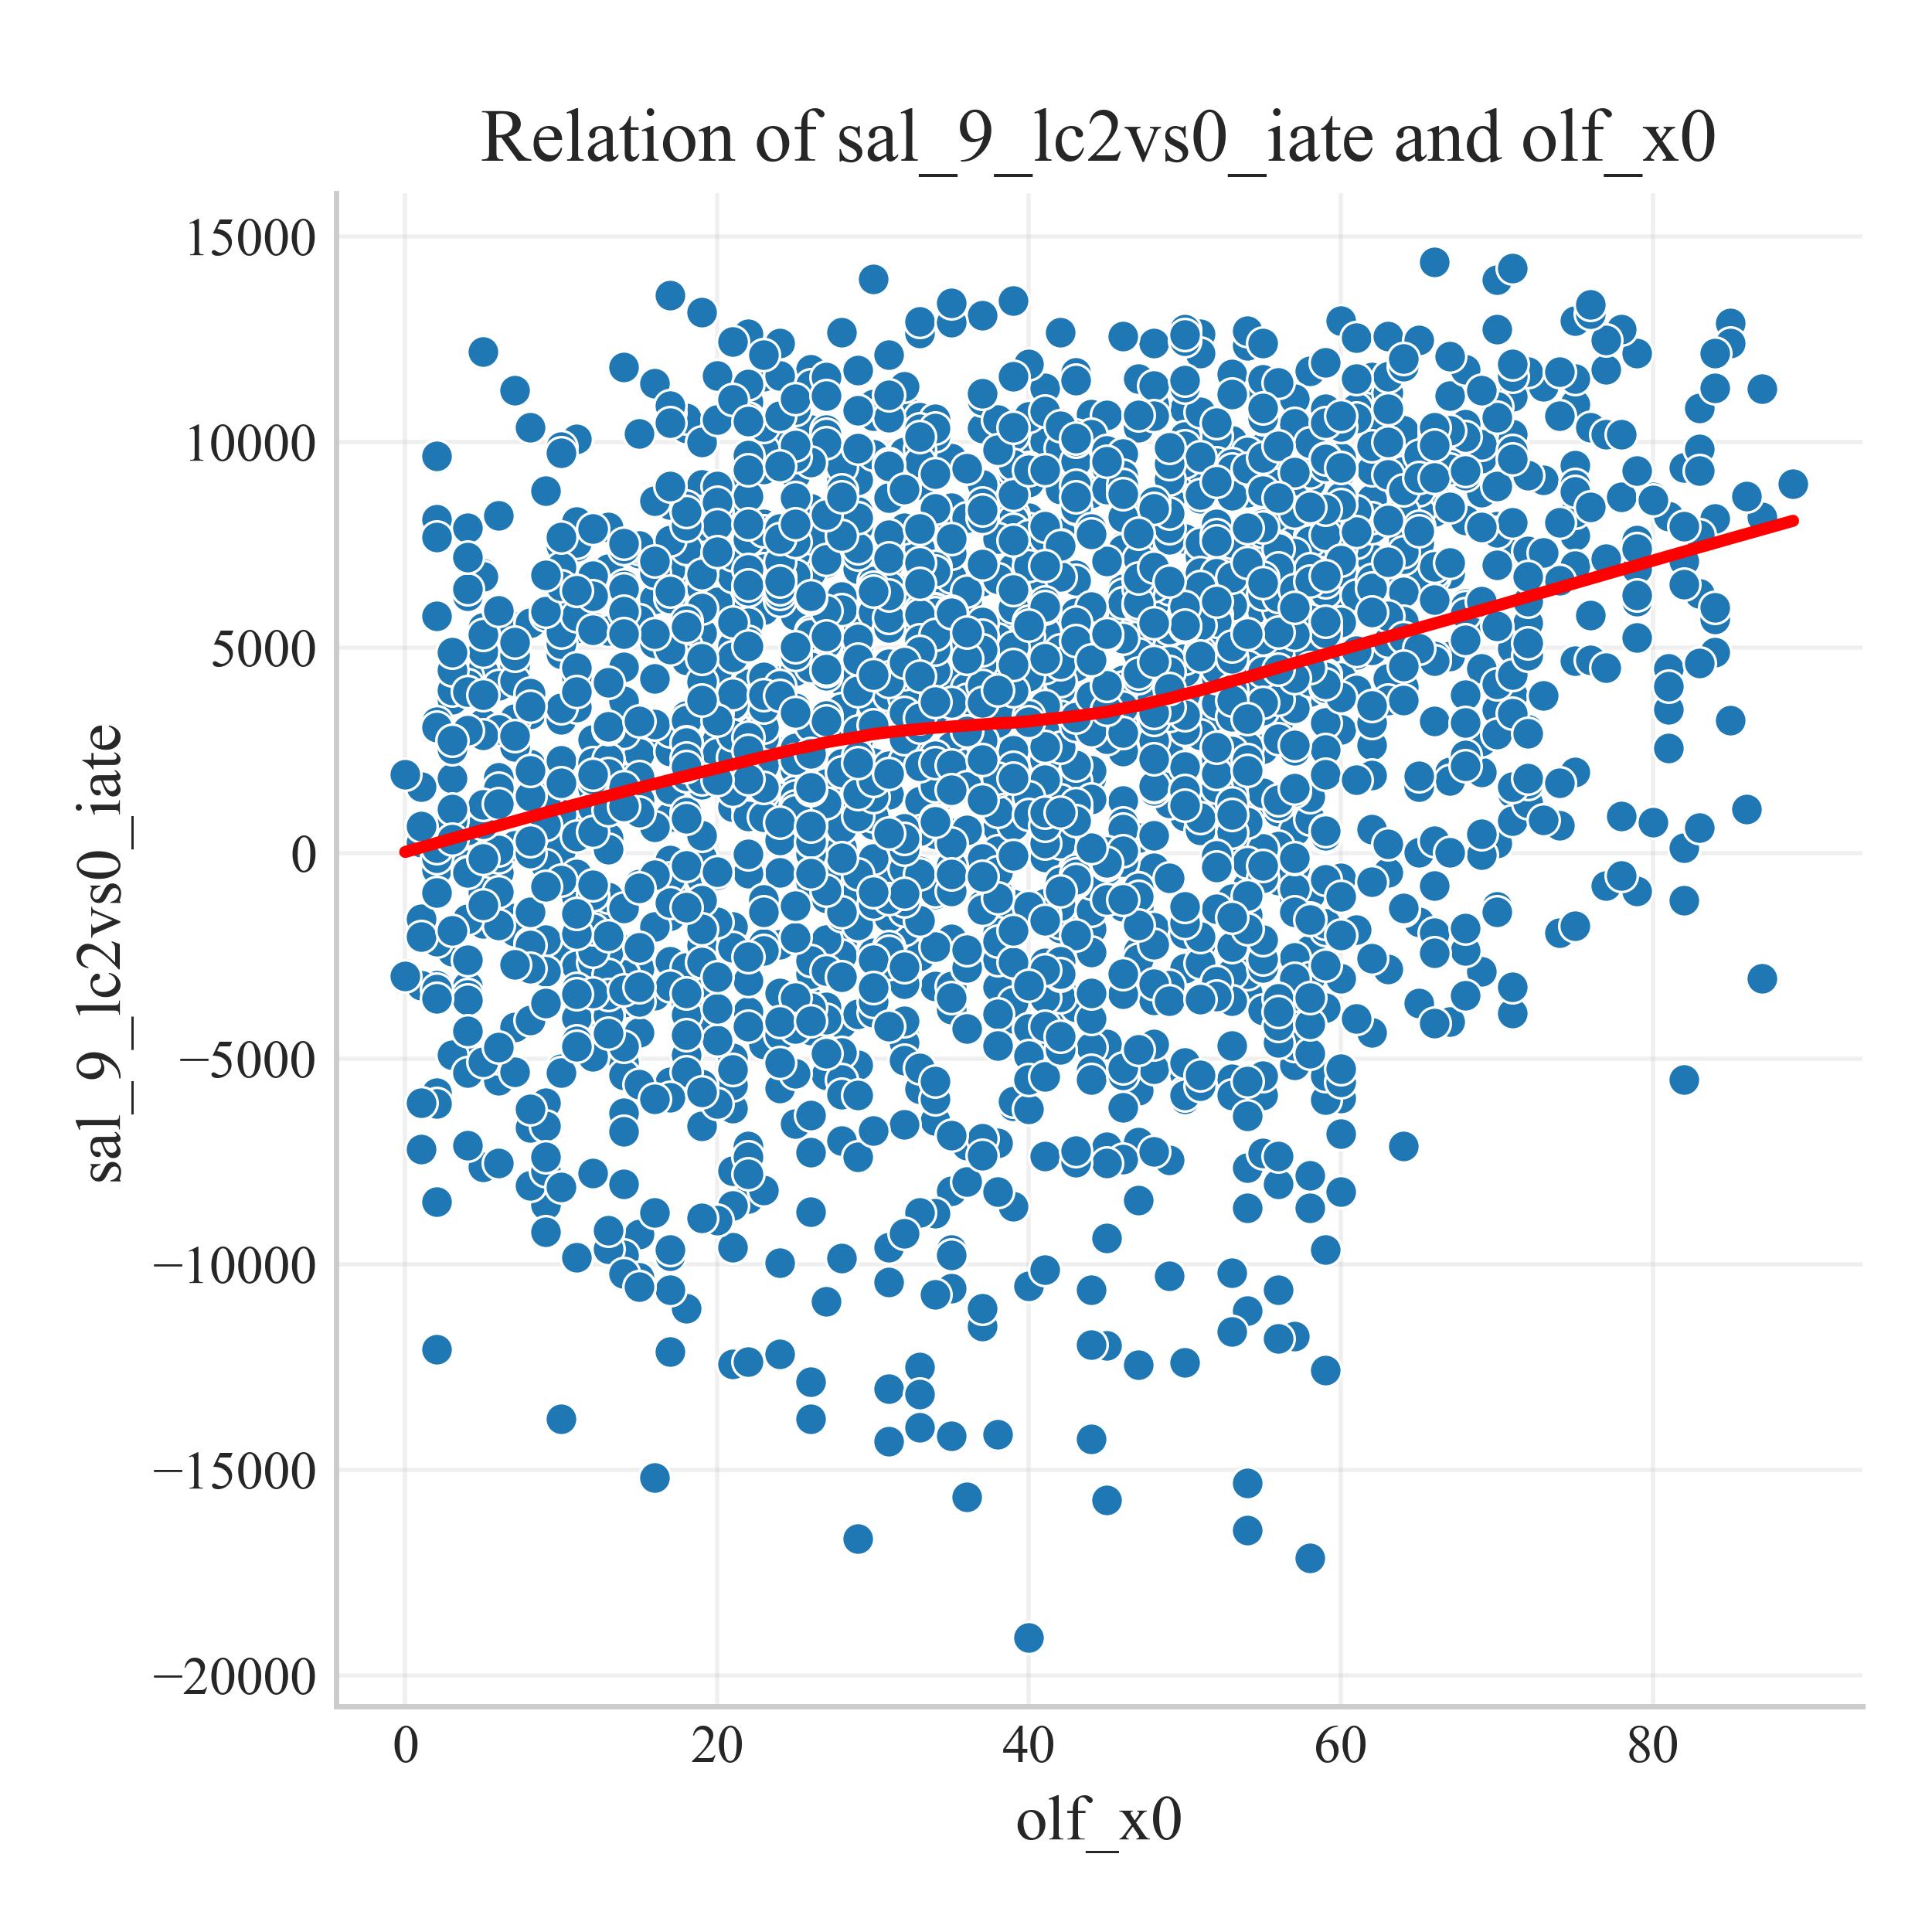 Relation of sal_9_lc2vs0_iate and olf_x0
sal_9_lc2vs0_iate
15000
10000
5000
0
−5000
−10000
−15000
−20000
0 20 40 60 80
olf_x0